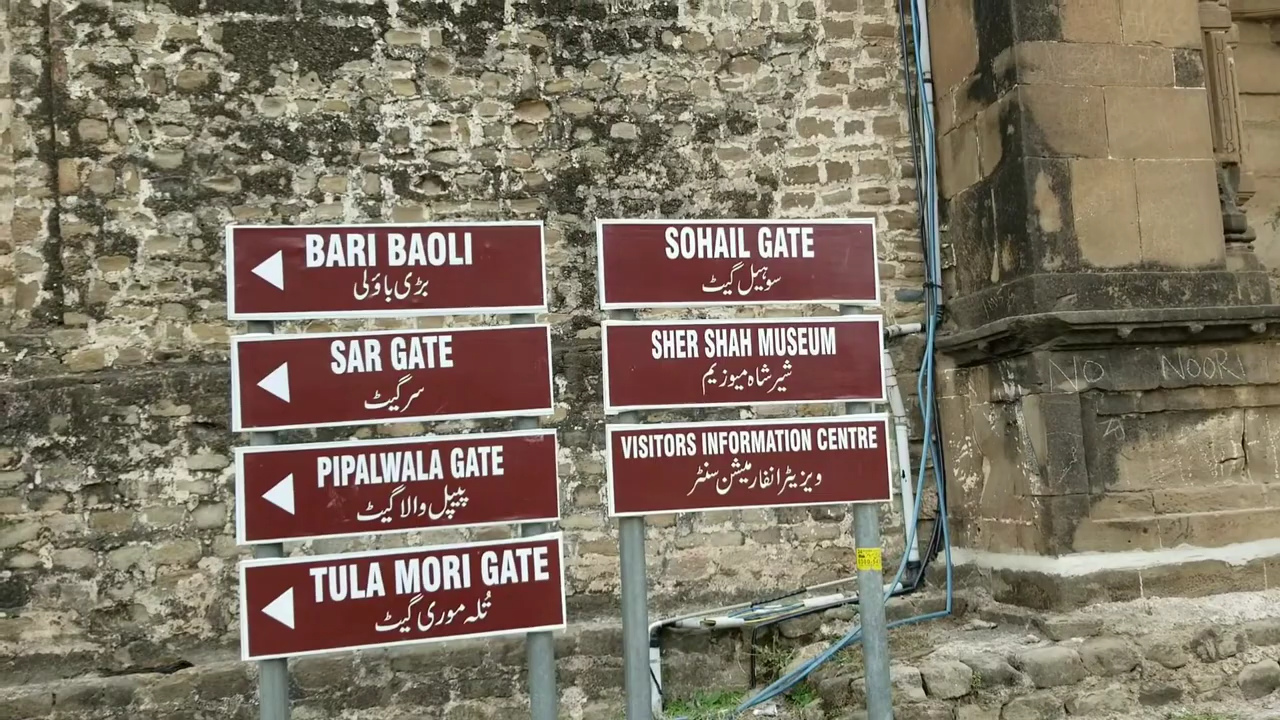 BARI BAOLI
بڑی باؤلی
SAR GATE
سر گیٹ
PIPALWALA GATE
پیپل والا گیٹ
TULA MORI GATE
تُلہ موری گیٹ
SOHAIL GATE
سوہیل گیٹ
SHER SHAH MUSEUM
شیر شاہ میوزیم
VISITORS INFORMATION CENTRE
ویزیٹر انفارمیشن سنٹر
NO NOORI